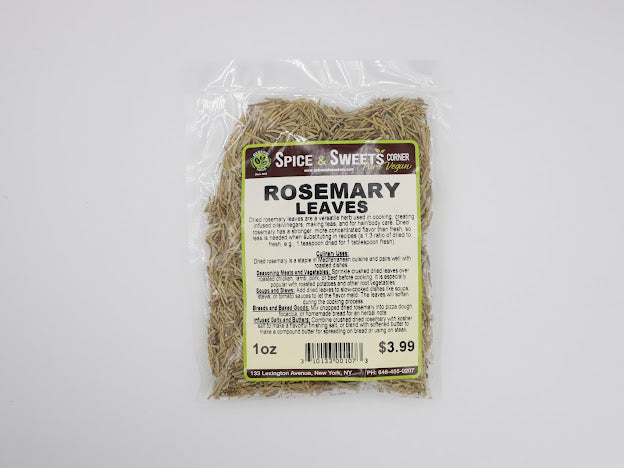 SPICE & SWEETS CORNER
Pure Vegan
ROSEMARY
LEAVES
Dried rosemary leaves are a versatile herb used in cooking, creating
infused oils/vinegars, making teas, and for hair/body care. Dried
rosemary has a stronger, more concentrated flavor than fresh, so
less is needed when substituting in recipes (a 1:3 ratio of dried to
fresh, e.g., 1 teaspoon dried for 1 tablespoon fresh).
Culinary Uses:
Dried rosemary is a staple in Mediterranean cuisine and pairs well with
roasted dishes.
Seasoning Meats and Vegetables: Sprinkle crushed dried leaves over
roasted chicken, lamb, pork, or beef before cooking. It is especially
popular with roasted potatoes and other root vegetables.
Soups and Stews: Add dried leaves to slow-cooked dishes like soups,
stews, or tomato sauces to let the flavor meld. The leaves will soften
during the cooking process.
Breads and Baked Goods: Mix chopped dried rosemary into pizza dough,
focaccia, or homemade bread for an herbal note.
Infused Salts and Butters: Combine crushed dried rosemary with kosher
salt to make a flavorful finishing salt, or blend with softened butter to
make a compound butter for spreading on bread or using on steak.
1oz
$3.99
3 10133 00107 3
133 Lexington Avenue, New York, NY
PH: 646-455-0207